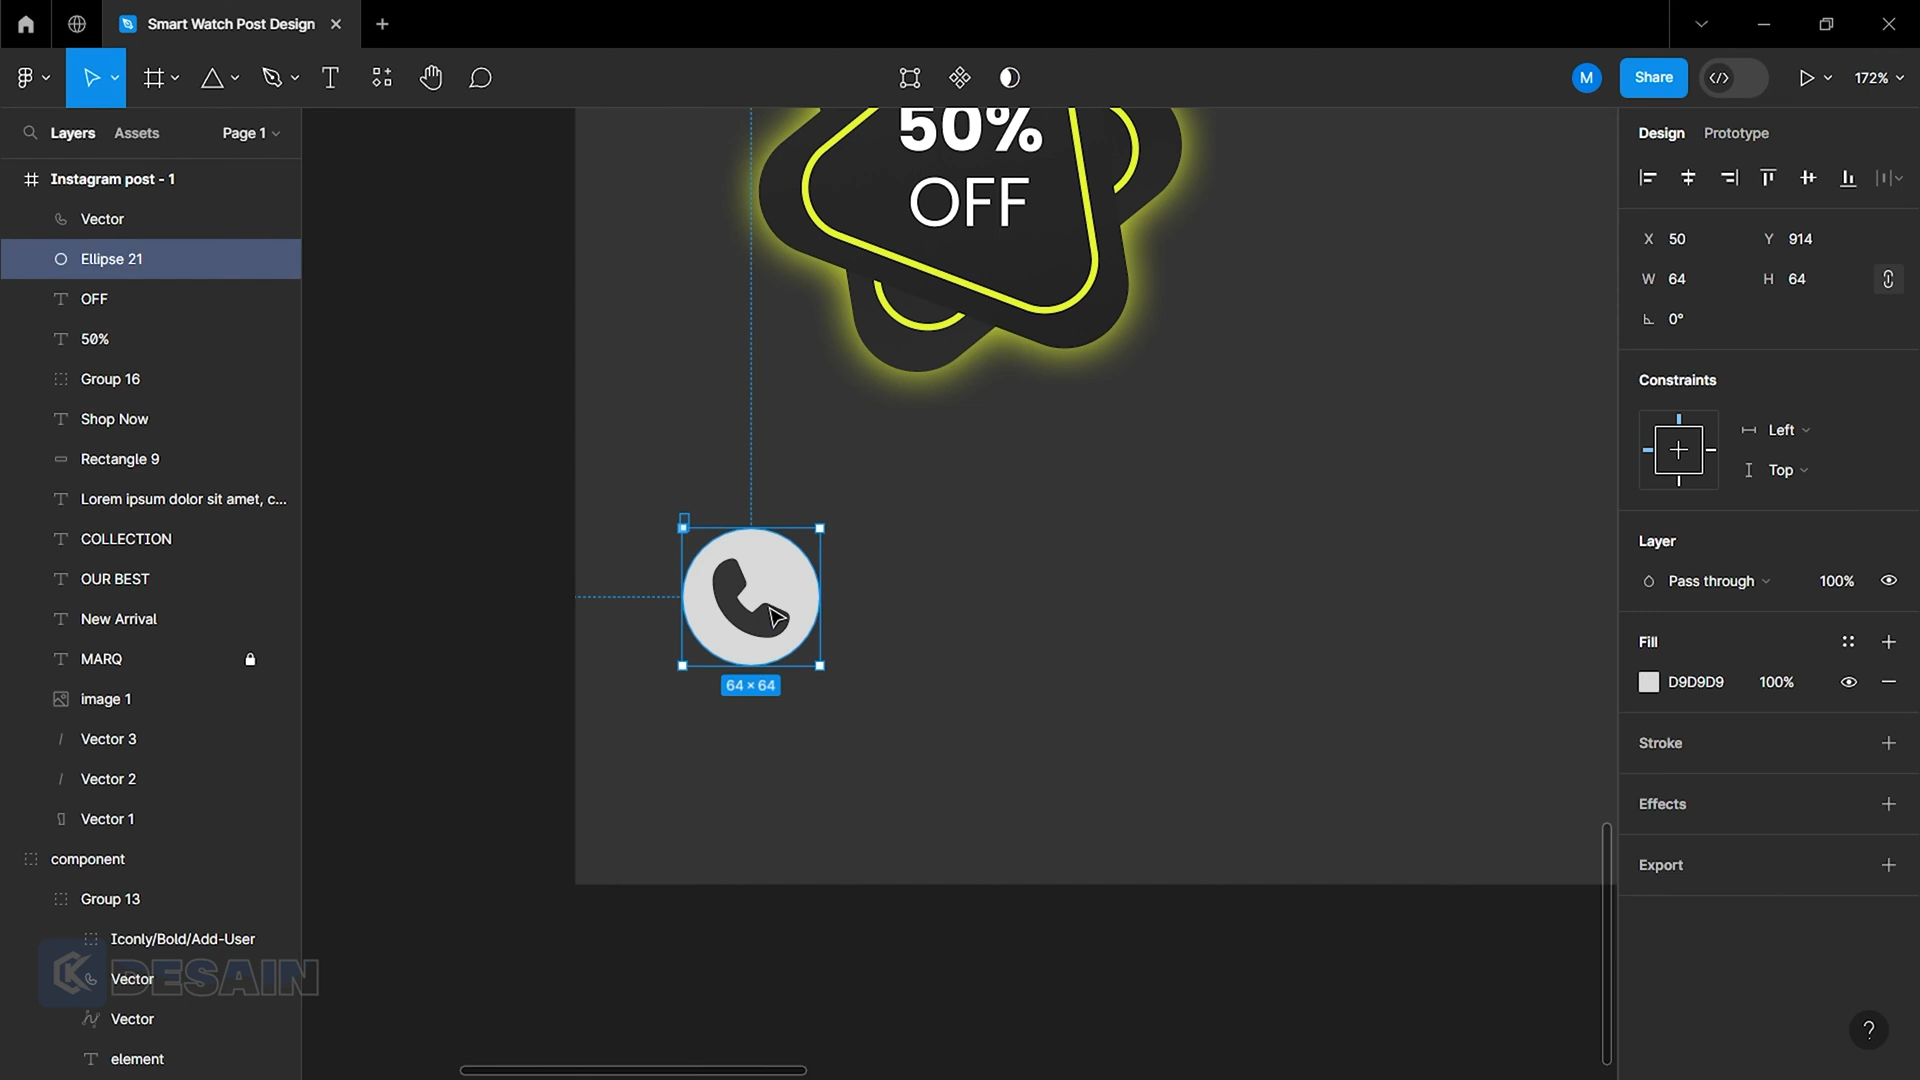 Smart Watch Post Design
M
Share
172%
Layers
Assets
Page 1
Instagram post - 1
Vector
Ellipse 21
OFF
50%
Group 16
Shop Now
Rectangle 9
Lorem ipsum dolor sit amet, c...
COLLECTION
OUR BEST
New Arrival
MARQ
image 1
Vector 3
Vector 2
Vector 1
component
Group 13
Iconly/Bold/Add-User
Vector
Vector
element
DESAIN
50%
OFF
64 × 64
Design
Prototype
X 50
Y 914
W 64
H 64
0°
Constraints
Left
Top
Layer
Pass through
100%
Fill
D9D9D9
100%
Stroke
Effects
Export
?